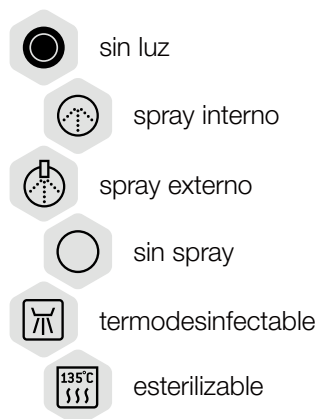 sin luz
spray interno
spray externo
sin spray
termodesinfectable
135°C
esterilizable